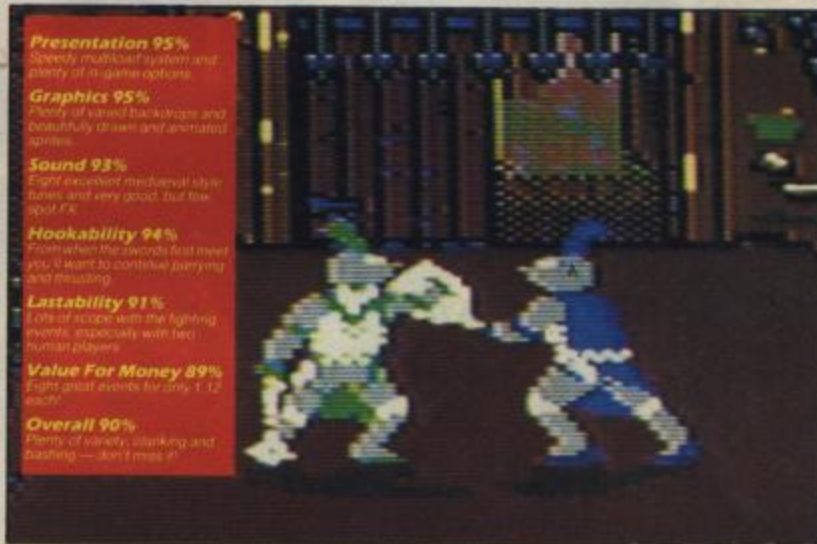 Presentation 95%
Speedy multiload system and
plenty of in-game options.
Graphics 95%
Plenty of varied backdrops and
beautifully drawn and animated
sprites.
Sound 93%
Eight excellent mediaeval style
tunes and very good, but few
spot FX.
Hookability 94%
From when the swords first meet
you'll want to continue parrying
and thrusting.
Lastability 91%
Lots of scope with the fighting
events, especially with two
human players.
Value For Money 89%
Eight great events for only 1.12
each!
Overall 90%
Plenty of variety, clanking and
bashing — don't miss it!